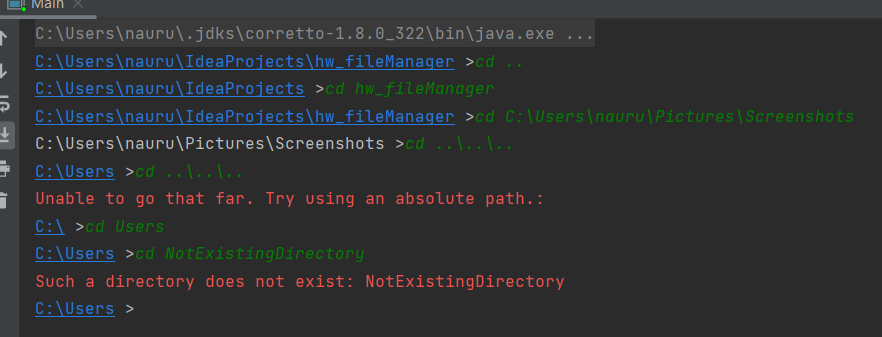 Main
C:\Users\nauru\.jdks\corretto-1.8.0_322\bin\java.exe ...
C:\Users\nauru\IdeaProjects\hw_fileManager >cd ..
C:\Users\nauru\IdeaProjects >cd hw_fileManager
C:\Users\nauru\IdeaProjects\hw_fileManager >cd C:\Users\nauru\Pictures\Screenshots
C:\Users\nauru\Pictures\Screenshots >cd ..\..\..
C:\Users >cd ..\..\..
Unable to go that far. Try using an absolute path.:
C:\ >cd Users
C:\Users >cd NotExistingDirectory
Such a directory does not exist: NotExistingDirectory
C:\Users >